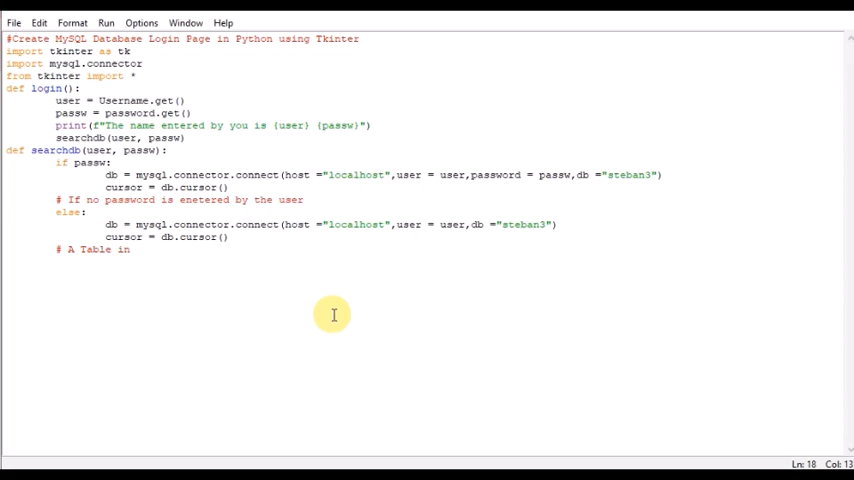 File Edit Format Run Options Window Help
#Create MySQL Database Login Page in Python using Tkinter
import tkinter as tk
import mysql.connector
from tkinter import *
def login():
user = Username.get()
passw = password.get()
print(f"The name entered by you is {user} {passw}")
searchdb(user, passw)
def searchdb(user, passw):
if passw:
db = mysql.connector.connect(host ="localhost",user = user,password = passw,db ="steban3")
cursor = db.cursor()
# If no password is enetered by the user
else:
db = mysql.connector.connect(host ="localhost",user = user,db ="steban3")
cursor = db.cursor()
# A Table in
Ln: 18 Col: 13